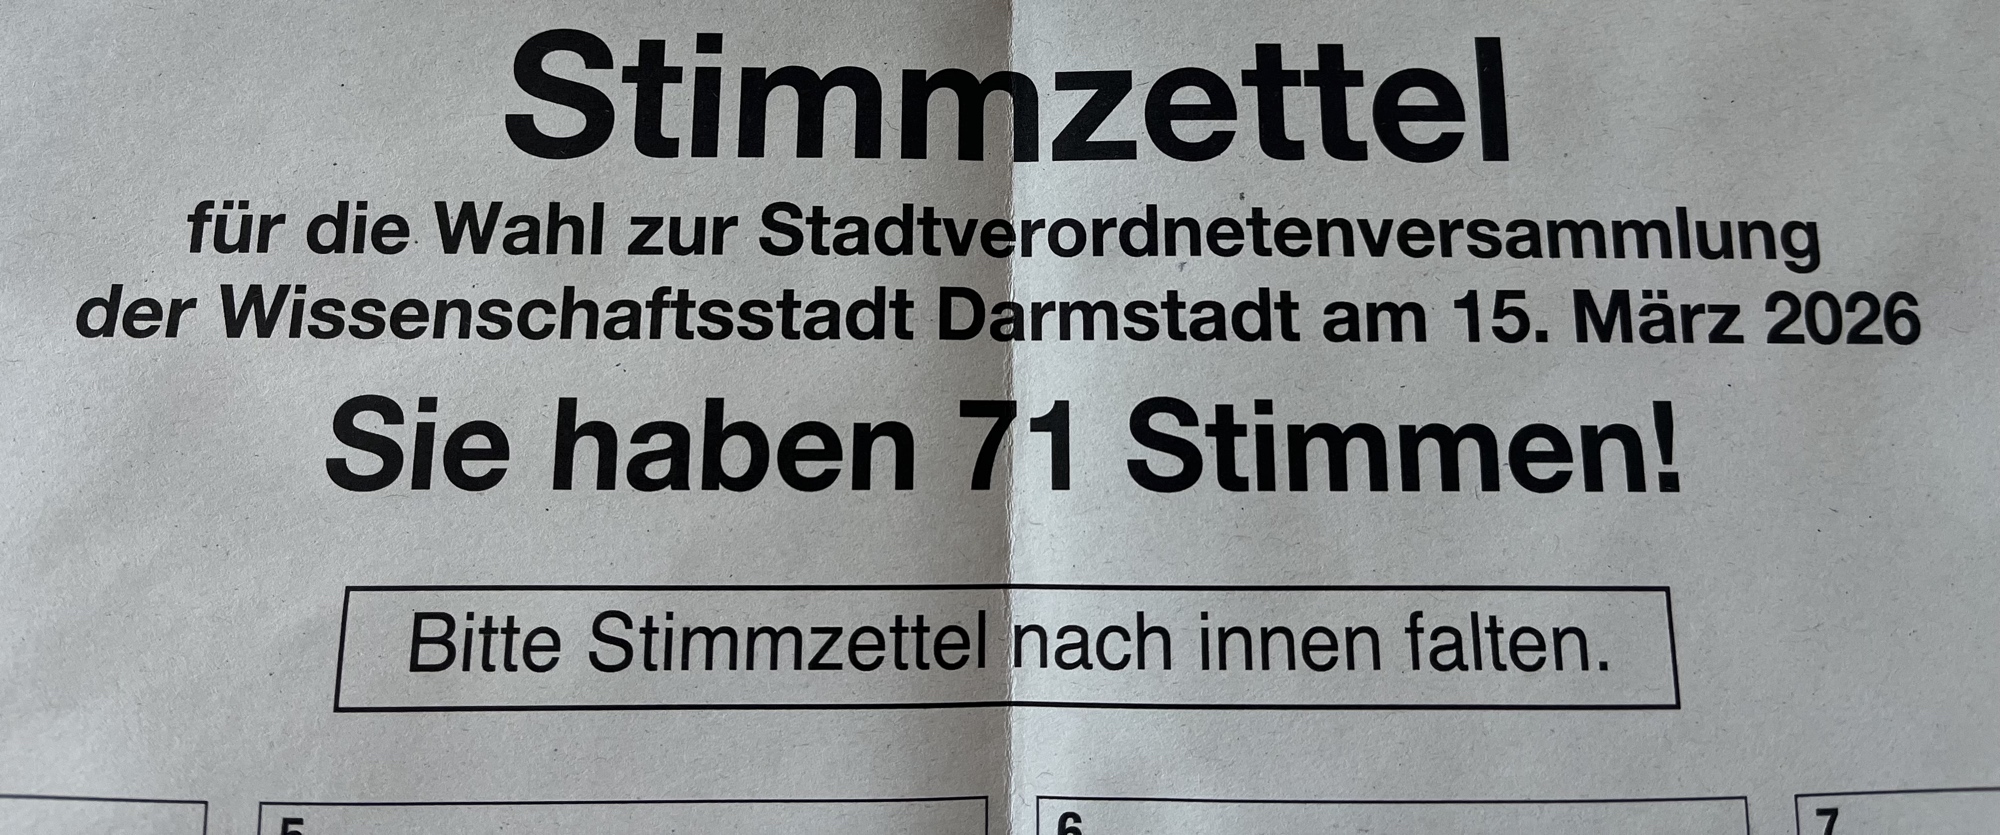 Stimmzettel
für die Wahl zur Stadtverordnetenversammlung
der Wissenschaftsstadt Darmstadt am 15. März 2026
Sie haben 71 Stimmen!
Bitte Stimmzettel nach innen falten.
5 6 7